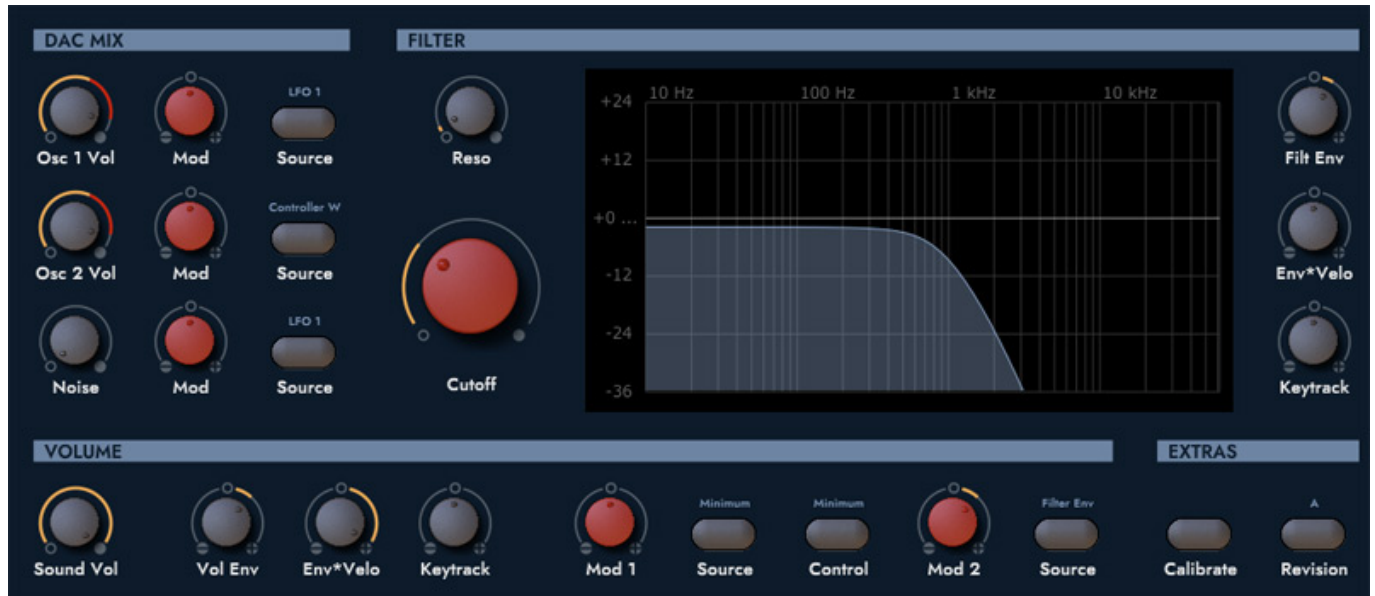 DAC MIX
FILTER
LFO 1
Osc 1 Vol Mod Source
Reso
10 Hz 100 Hz 1 kHz 10 kHz
+24
+12
+0 ...
-12
-24
-36
Filt Env
Controller W
Osc 2 Vol Mod Source
Env*Velo
LFO 1
Noise Mod Source
Cutoff
Keytrack
VOLUME
EXTRAS
Minimum Minimum Filter Env A
Sound Vol Vol Env Env*Velo Keytrack Mod 1 Source Control Mod 2 Source Calibrate Revision